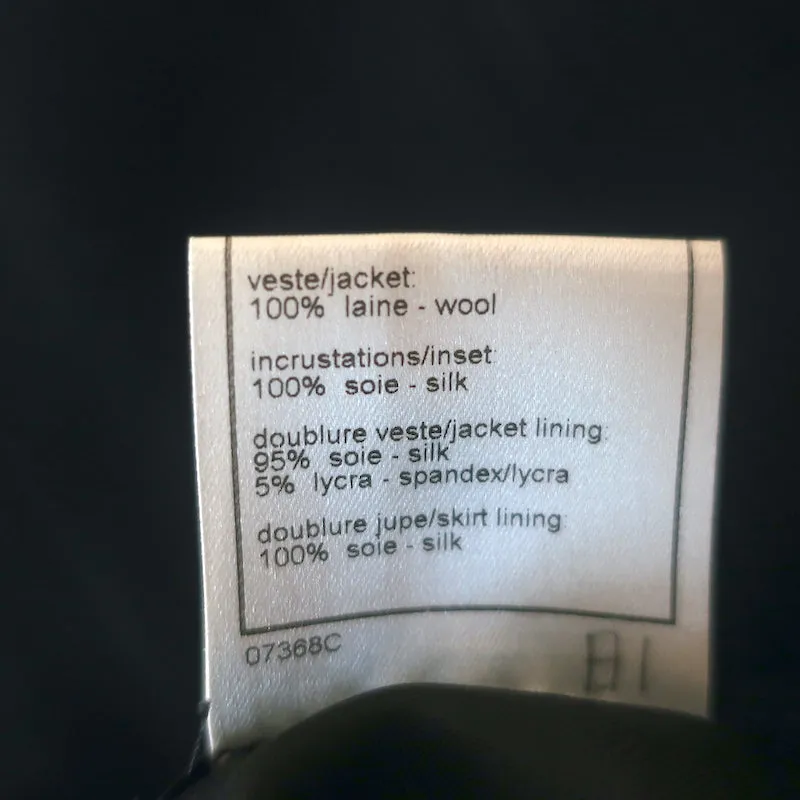 veste/jacket:
100% laine - wool
incrustations/inset:
100% soie - silk
doublure veste/jacket lining:
95% soie - silk
5% lycra - spandex/lycra
doublure jupe/skirt lining:
100% soie - silk
07368C